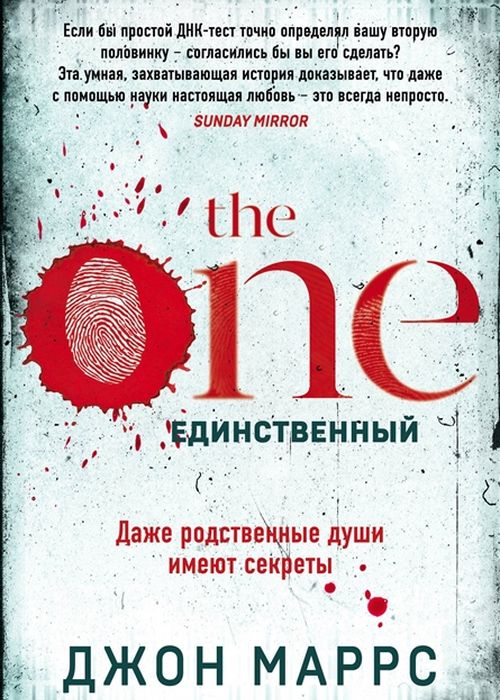 Если бы простой ДНК-тест точно определял вашу вторую
половинку – согласились бы вы его сделать?
Эта умная, захватывающая история доказывает, что даже
с помощью науки настоящая любовь – это всегда непросто.
SUNDAY MIRROR
the
one
ЕДИНСТВЕННЫЙ
Даже родственные души
имеют секреты
ДЖОН МАРРС